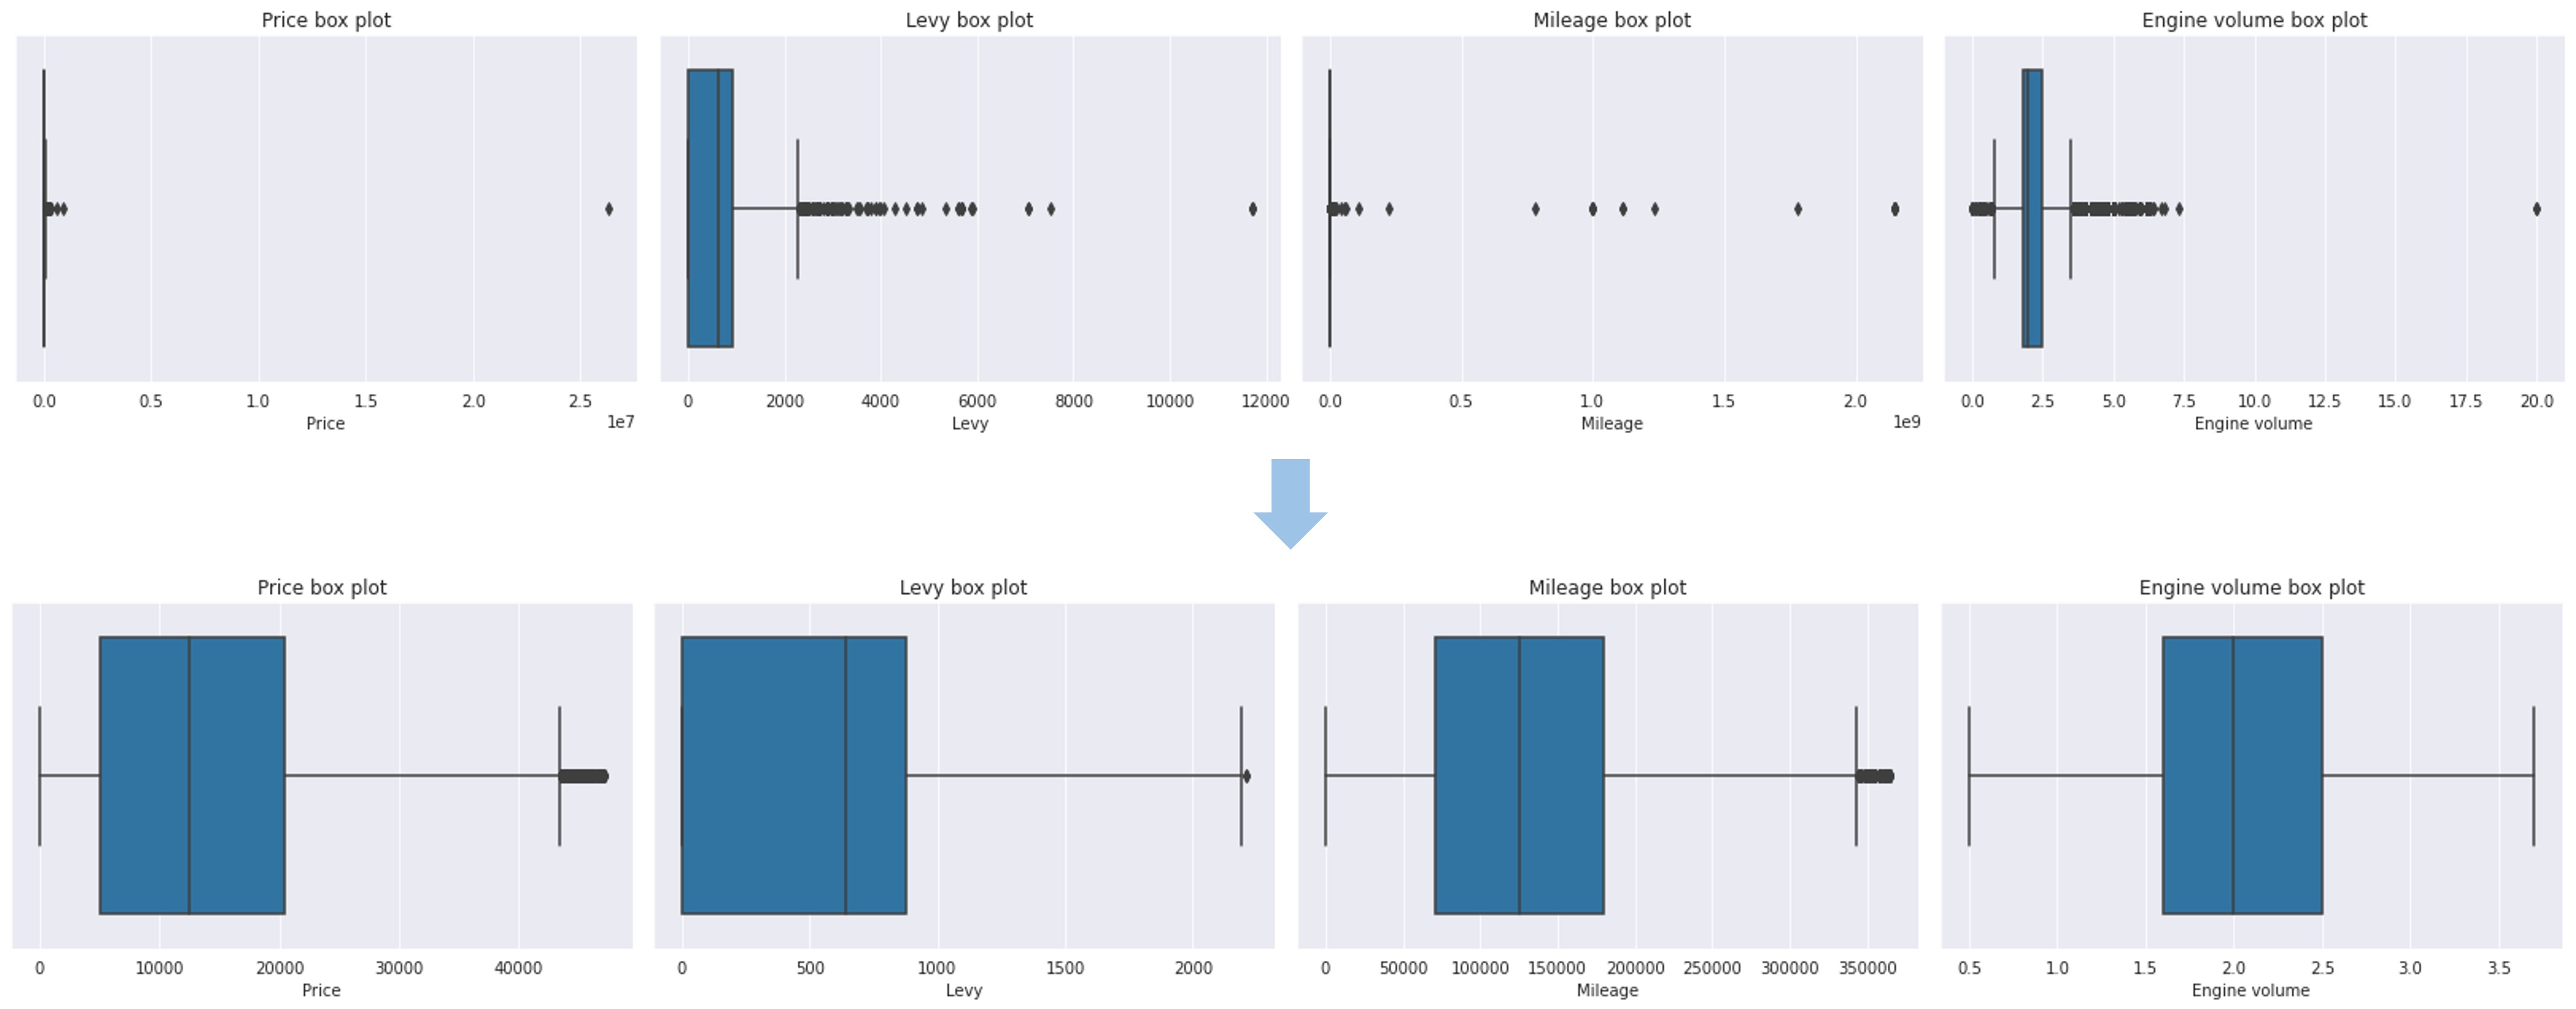 Price box plot
0.0 0.5 1.0 1.5 2.0 2.5
1e7
Price
Levy box plot
0 2000 4000 6000 8000 10000 12000
Levy
Mileage box plot
0.0 0.5 1.0 1.5 2.0
1e9
Mileage
Engine volume box plot
0.0 2.5 5.0 7.5 10.0 12.5 15.0 17.5 20.0
Engine volume
Price box plot
0 10000 20000 30000 40000
Price
Levy box plot
0 500 1000 1500 2000
Levy
Mileage box plot
0 50000 100000 150000 200000 250000 300000 350000
Mileage
Engine volume box plot
0.5 1.0 1.5 2.0 2.5 3.0 3.5
Engine volume